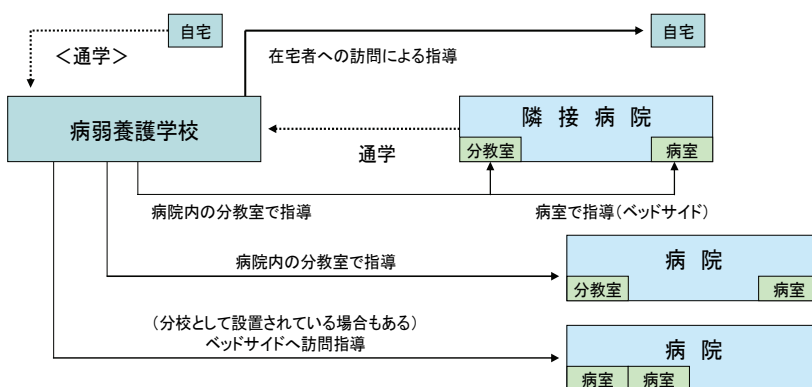 自宅
自宅
＜通学＞
在宅者への訪問による指導
病弱養護学校
隣接病院
分教室
病室
通学
病院内の分教室で指導
病室で指導(ベッドサイド)
病院
病院内の分教室で指導
分教室
病室
(分校として設置されている場合もある)
ベッドサイドへ訪問指導
病院
病室
病室